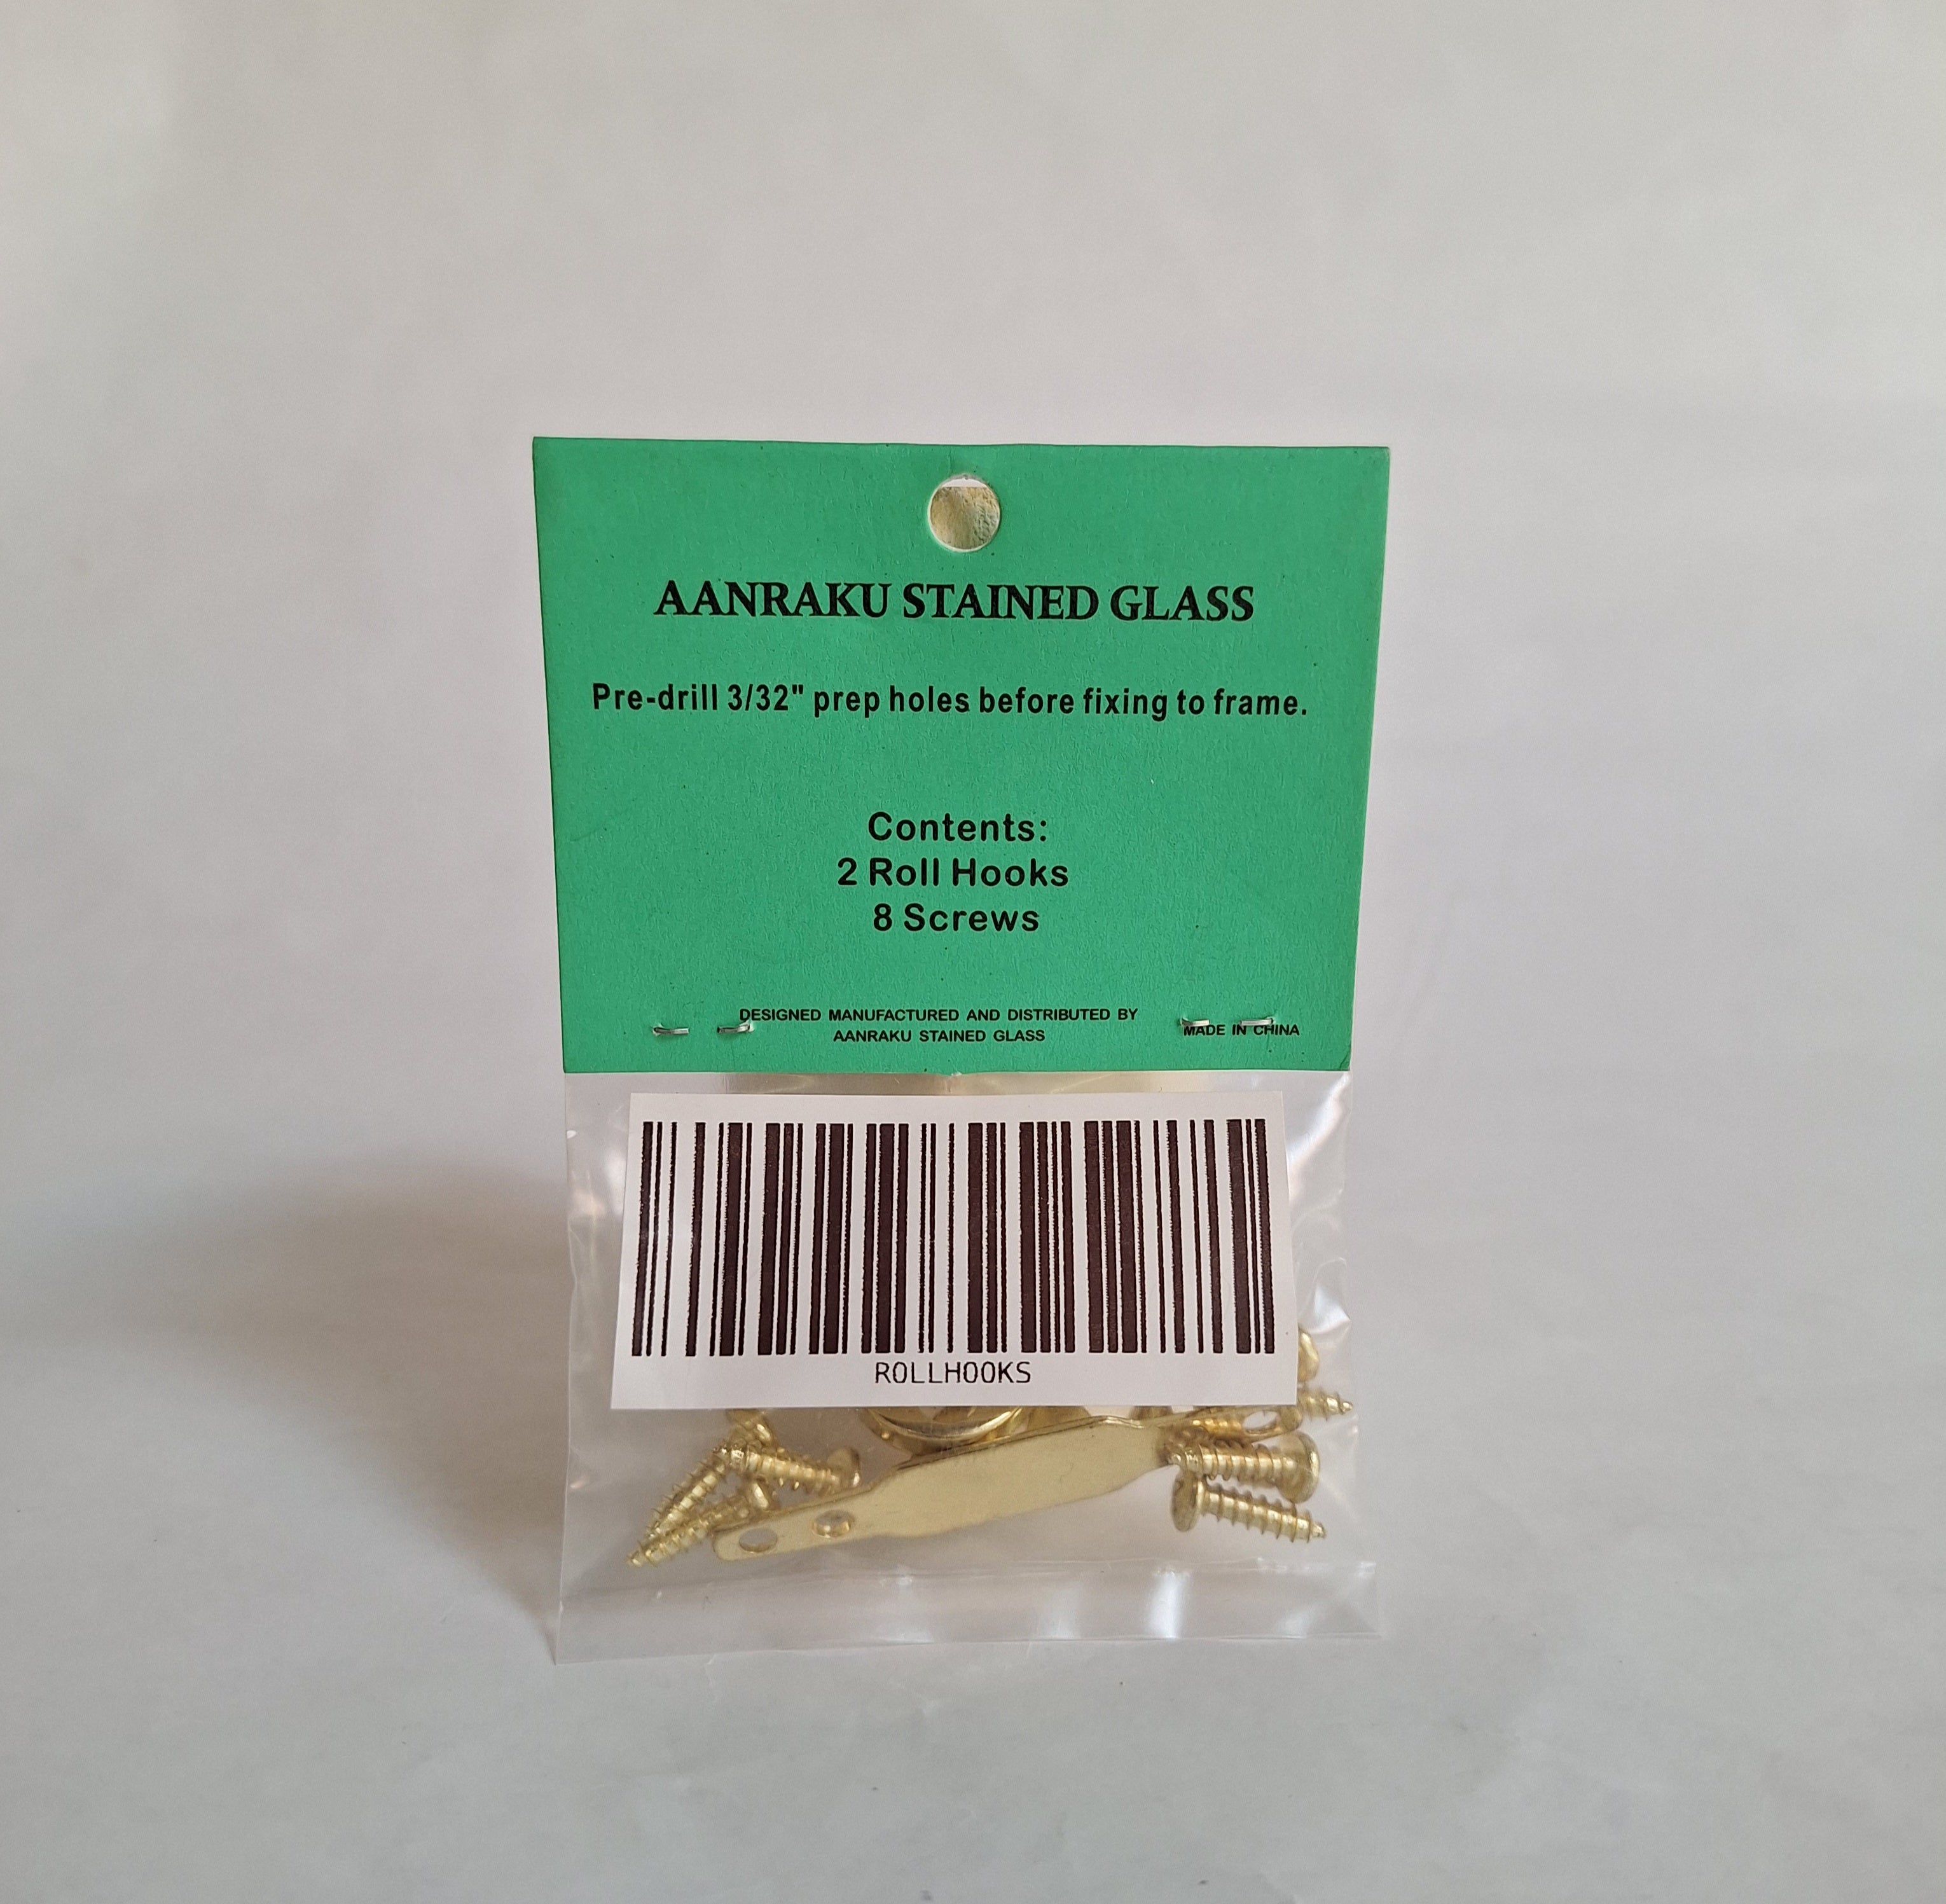 AANRAKU STAINED GLASS
Pre-drill 3/32" prep holes before fixing to frame.
Contents:
2 Roll Hooks
8 Screws
DESIGNED MANUFACTURED AND DISTRIBUTED BY
AANRAKU STAINED GLASS
MADE IN CHINA
ROLLHOOKS